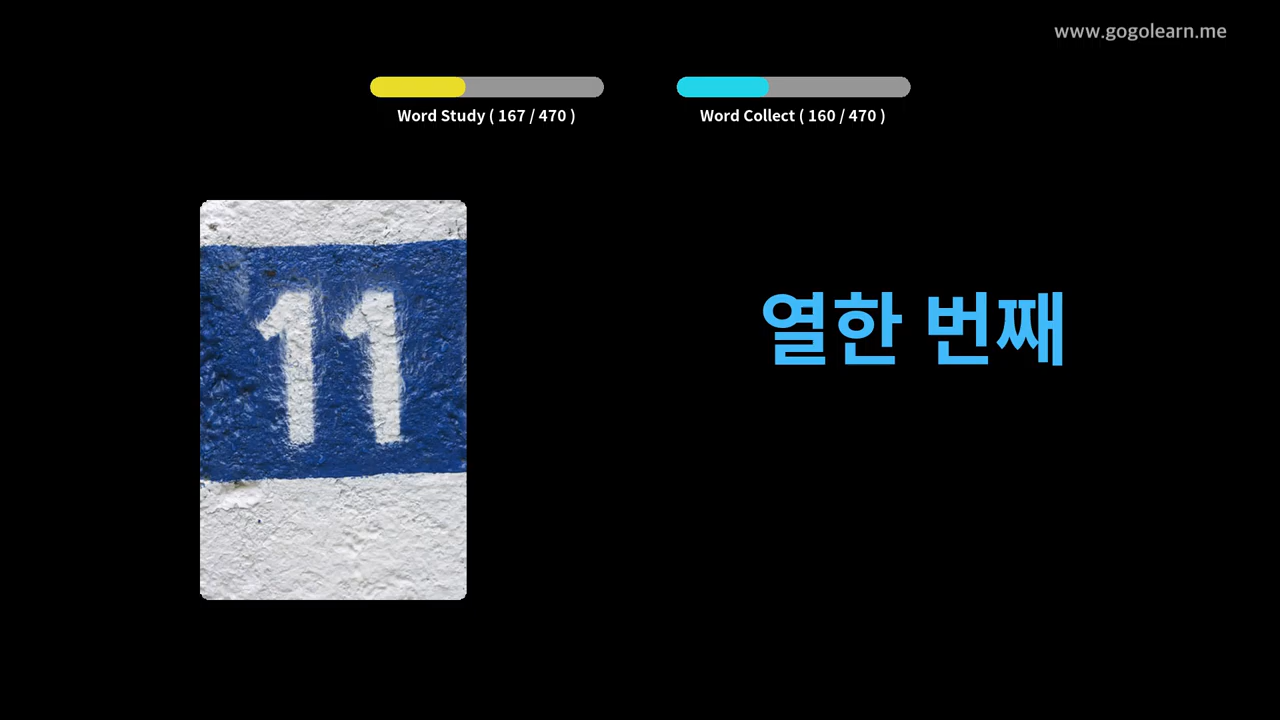 www.gogolearn.me
Word Study ( 167 / 470 )
Word Collect ( 160 / 470 )
11
열한 번째